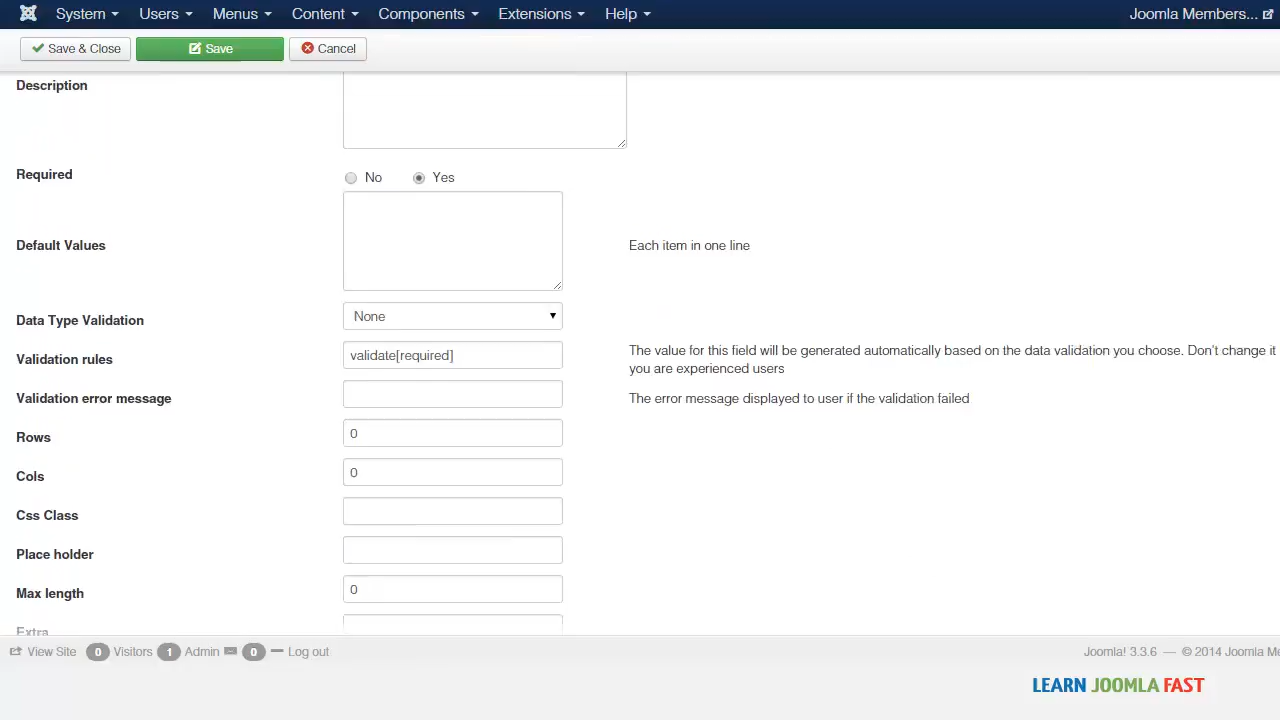 System Users Menus Content Components Extensions Help Joomla Members...
Save & Close Save Cancel
Description
Required No Yes
Default Values Each item in one line
Data Type Validation None
Validation rules validate[required] The value for this field will be generated automatically based on the data validation you choose. Don't change it
you are experienced users
Validation error message The error message displayed to user if the validation failed
Rows 0
Cols 0
Css Class
Place holder
Max length 0
Extra
View Site 0 Visitors 1 Admin 0 Log out Joomla! 3.3.6 — © 2014 Joomla Me
LEARN JOOMLA FAST